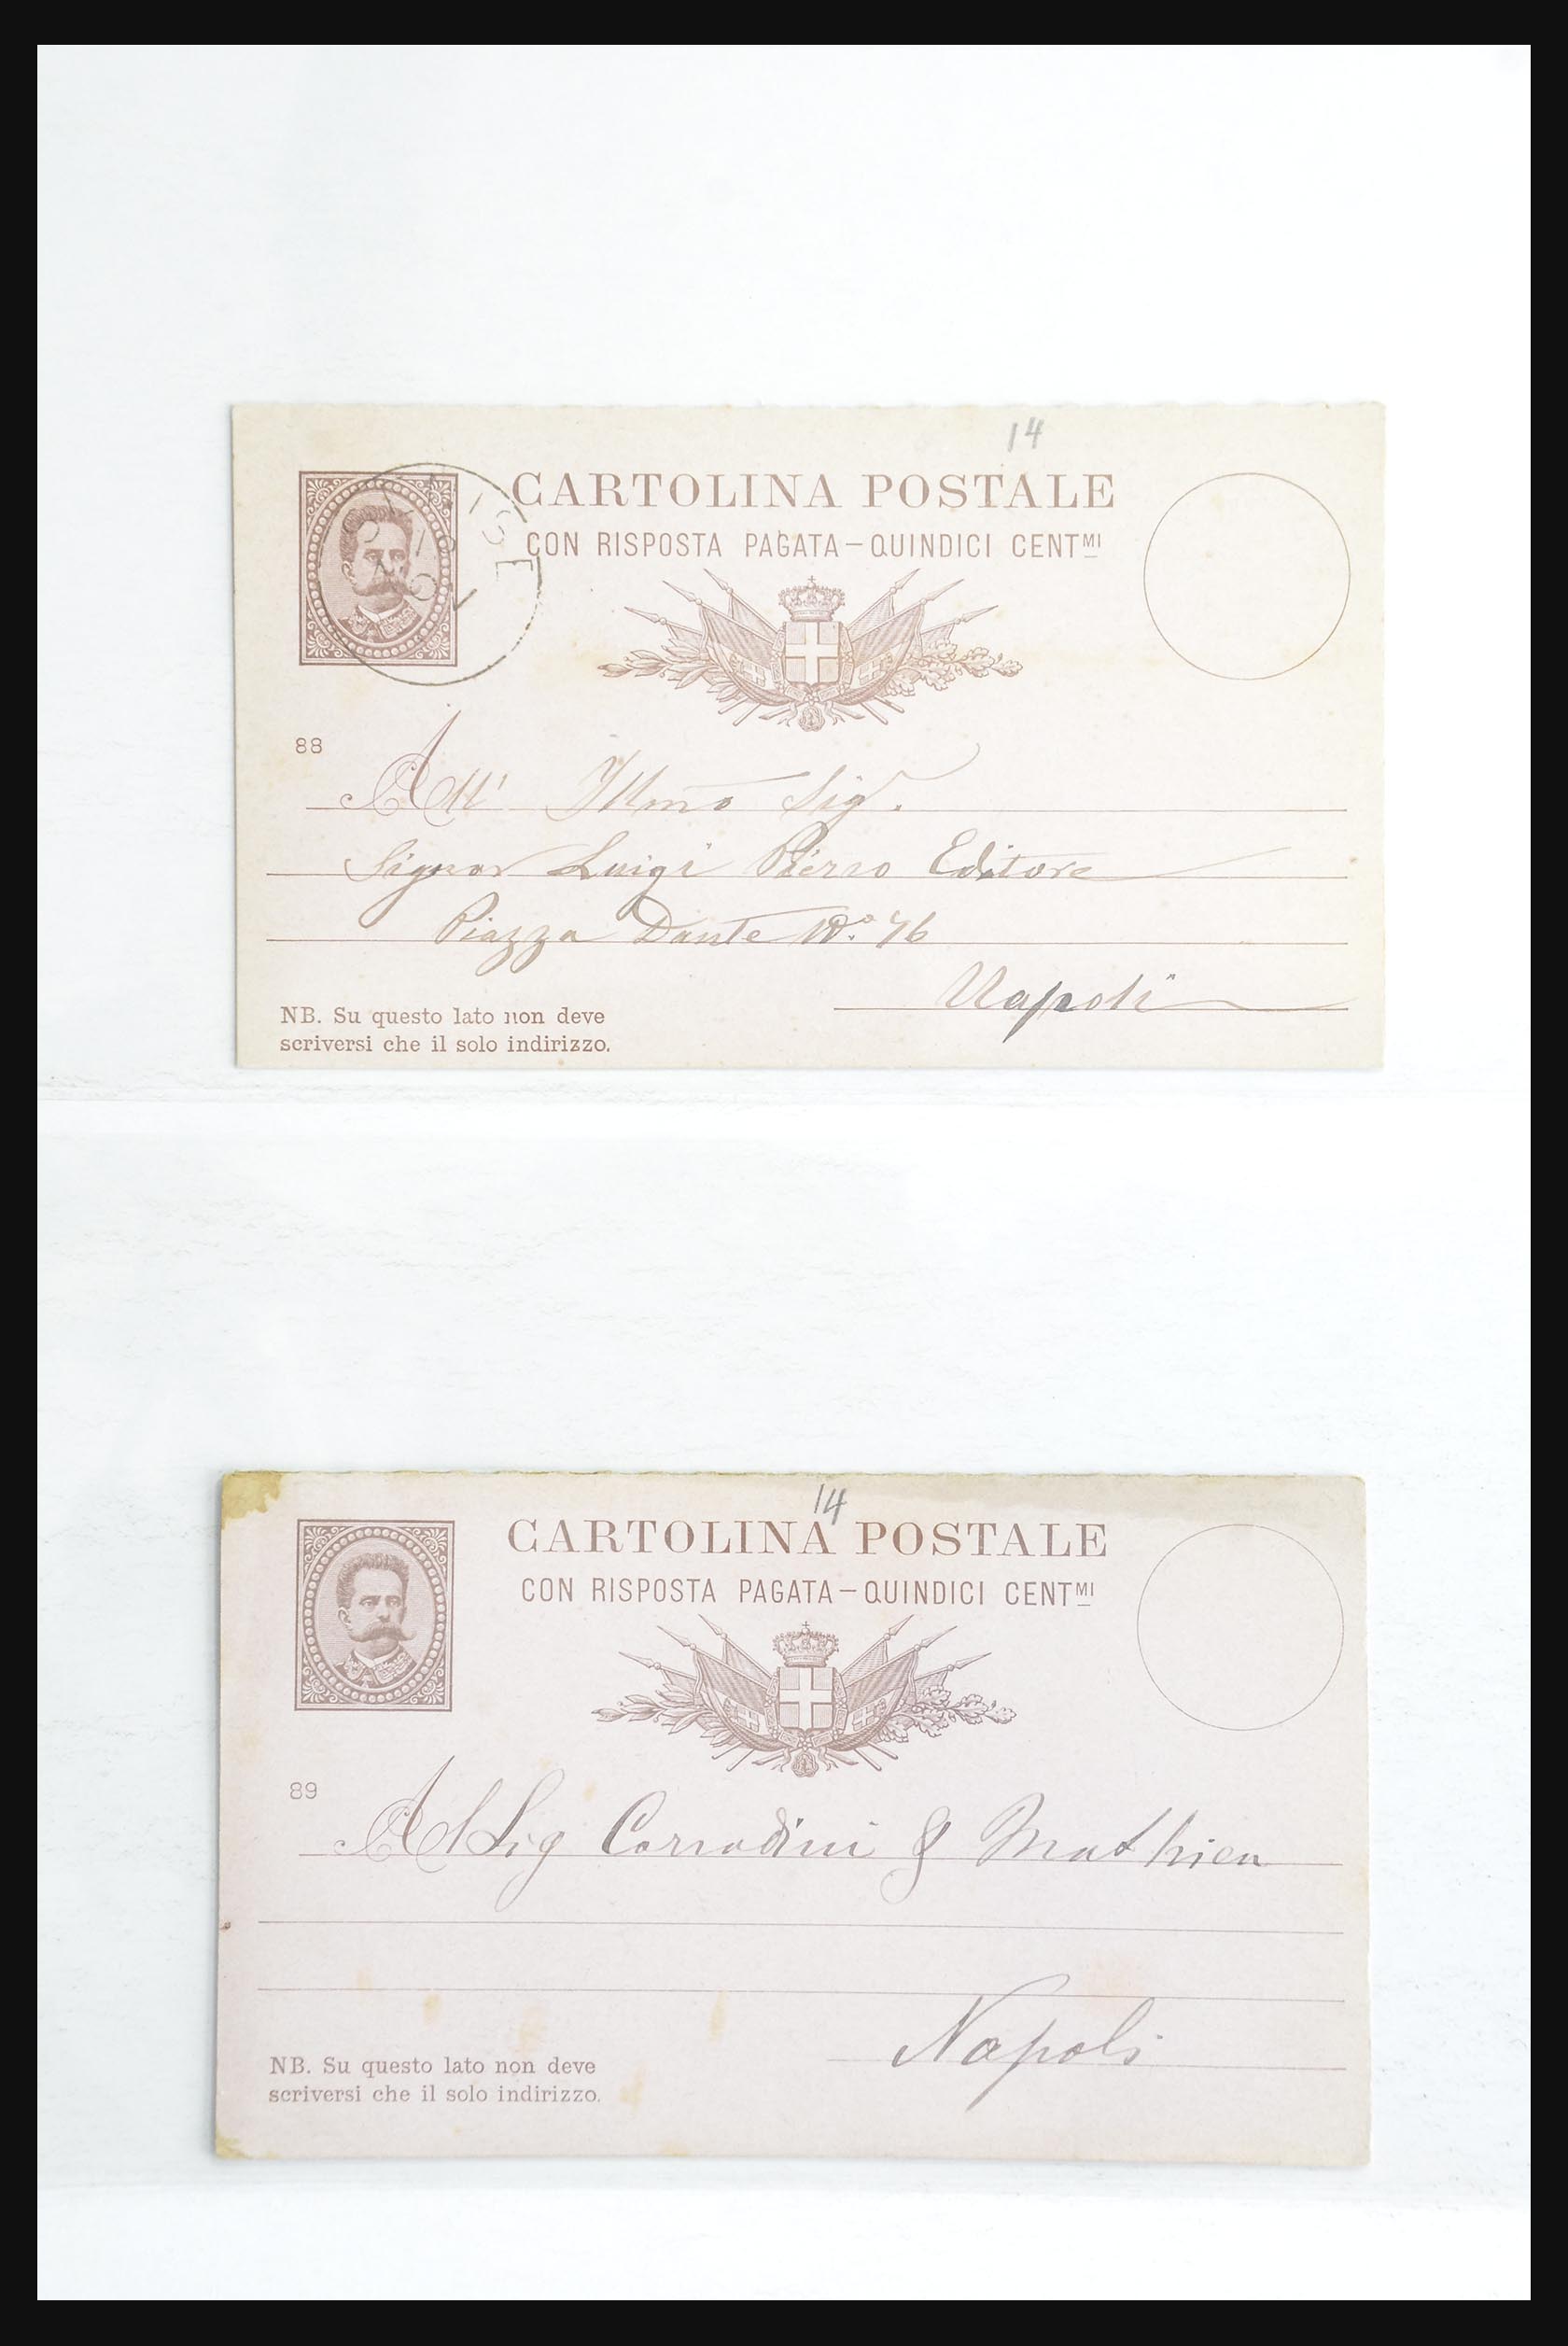 14
CARTOLINA POSTALE
CON RISPOSTA PAGATA—QUINDICI CENTMI
88
All' Illmo Sigr.
Signor Luigi Pierro Editore
Piazza Dante No. 76
Napoli
NB. Su questo lato non deve
scriversi che il solo indirizzo.
14
CARTOLINA POSTALE
CON RISPOSTA PAGATA—QUINDICI CENTMI
89
Al Sig Corradini & Mathieu
Napoli
NB. Su questo lato non deve
scriversi che il solo indirizzo.